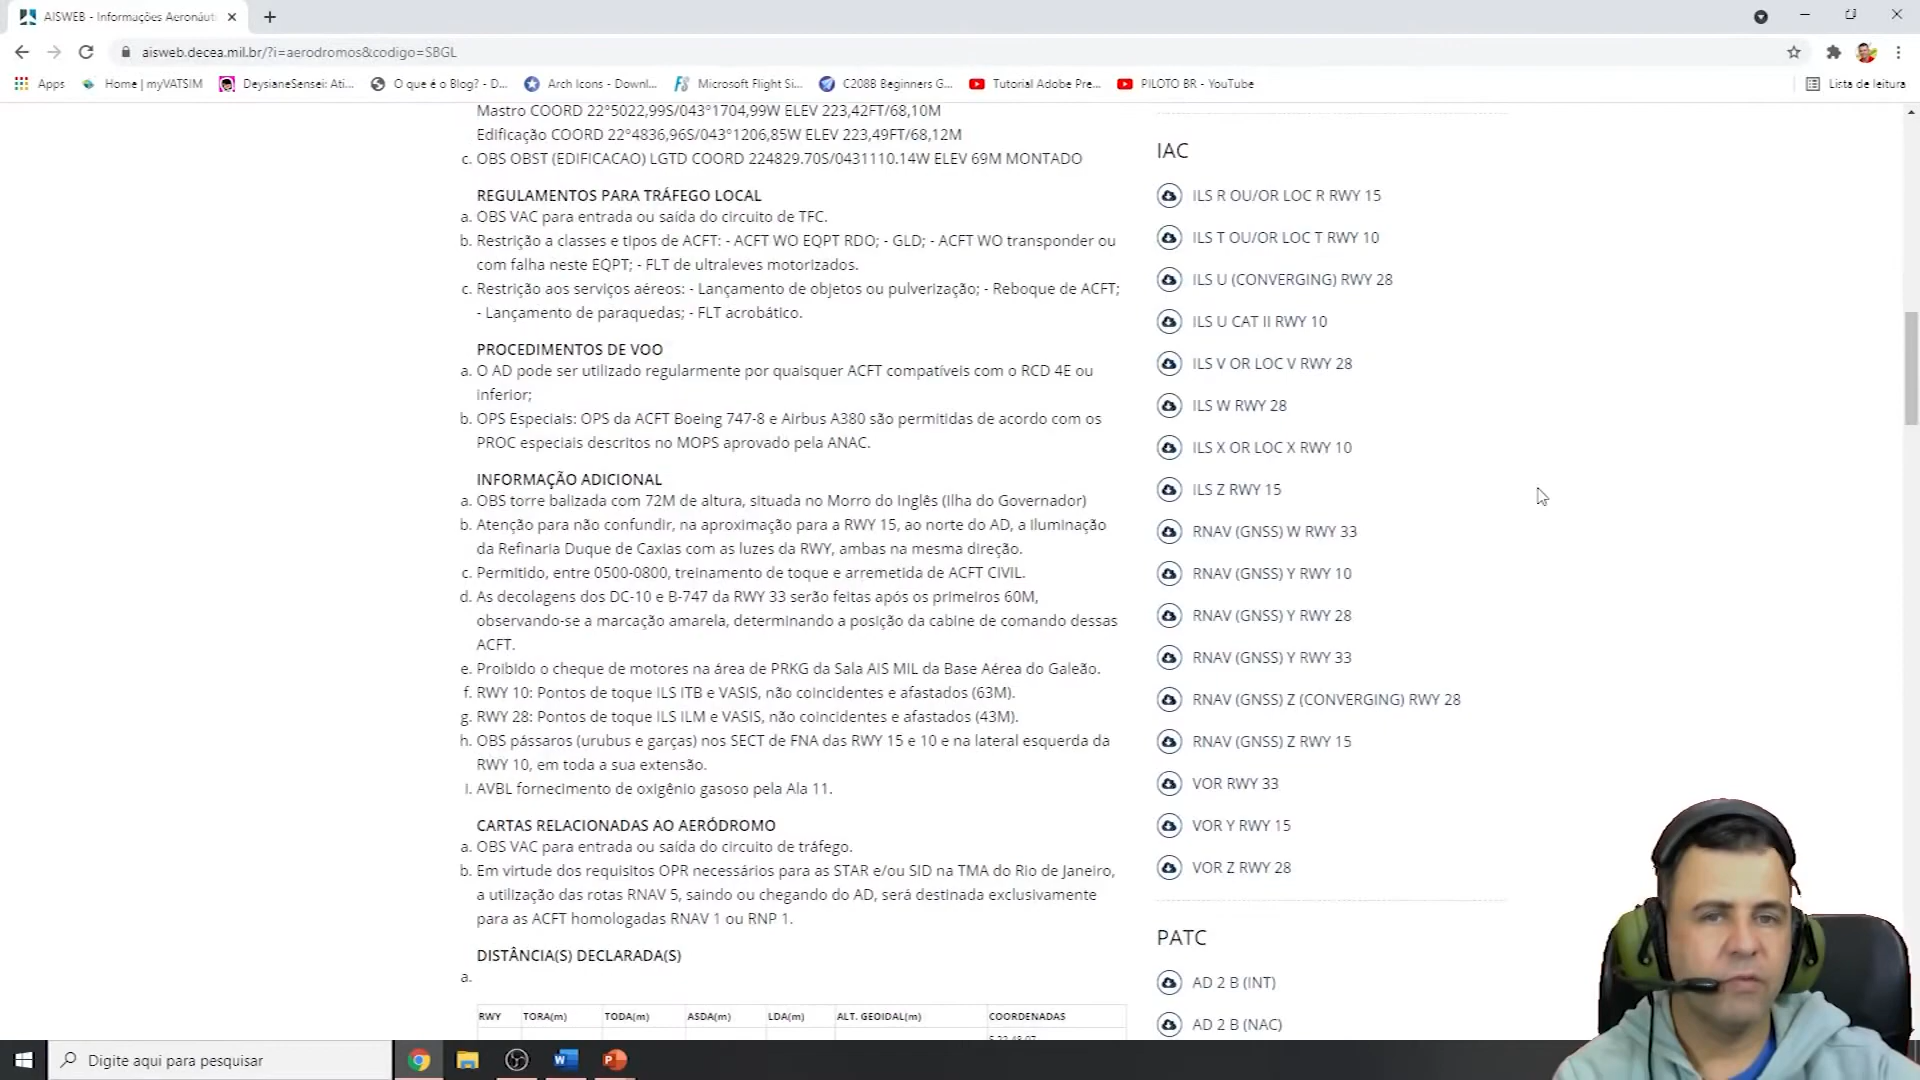 AISWEB - Informações Aeronáut
aisweb.decea.mil.br/?i=aerodromos&codigo=SBGL
Apps
Home | myVATSIM
DeysianeSensei: Ati...
O que é o Blog? - D...
Arch Icons - Downl...
Microsoft Flight Si...
C208B Beginners G...
Tutorial Adobe Pre...
PILOTO BR - YouTube
Lista de leitura
Mastro COORD 22°5022,99S/043°1704,99W ELEV 223,42FT/68,10M
Edificação COORD 22°4836,96S/043°1206,85W ELEV 223,49FT/68,12M
c. OBS OBST (EDIFICACAO) LGTD COORD 224829.70S/0431110.14W ELEV 69M MONTADO
REGULAMENTOS PARA TRÁFEGO LOCAL
a. OBS VAC para entrada ou saída do circuito de TFC.
b. Restrição a classes e tipos de ACFT: - ACFT WO EQPT RDO; - GLD; - ACFT WO transponder ou
com falha neste EQPT; - FLT de ultraleves motorizados.
c. Restrição aos serviços aéreos: - Lançamento de objetos ou pulverização; - Reboque de ACFT;
- Lançamento de paraquedas; - FLT acrobático.
PROCEDIMENTOS DE VOO
a. O AD pode ser utilizado regularmente por quaisquer ACFT compatíveis com o RCD 4E ou
inferior;
b. OPS Especiais: OPS da ACFT Boeing 747-8 e Airbus A380 são permitidas de acordo com os
PROC especiais descritos no MOPS aprovado pela ANAC.
INFORMAÇÃO ADICIONAL
a. OBS torre balizada com 72M de altura, situada no Morro do Inglês (Ilha do Governador)
b. Atenção para não confundir, na aproximação para a RWY 15, ao norte do AD, a iluminação
da Refinaria Duque de Caxias com as luzes da RWY, ambas na mesma direção.
c. Permitido, entre 0500-0800, treinamento de toque e arremetida de ACFT CIVIL.
d. As decolagens dos DC-10 e B-747 da RWY 33 serão feitas após os primeiros 60M,
observando-se a marcação amarela, determinando a posição da cabine de comando dessas
ACFT.
e. Proibido o cheque de motores na área de PRKG da Sala AIS MIL da Base Aérea do Galeão.
f. RWY 10: Pontos de toque ILS ITB e VASIS, não coincidentes e afastados (63M).
g. RWY 28: Pontos de toque ILS ILM e VASIS, não coincidentes e afastados (43M).
h. OBS pássaros (urubus e garças) nos SECT de FNA das RWY 15 e 10 e na lateral esquerda da
RWY 10, em toda a sua extensão.
i. AVBL fornecimento de oxigênio gasoso pela Ala 11.
CARTAS RELACIONADAS AO AERÓDROMO
a. OBS VAC para entrada ou saída do circuito de tráfego.
b. Em virtude dos requisitos OPR necessários para as STAR e/ou SID na TMA do Rio de Janeiro,
a utilização das rotas RNAV 5, saindo ou chegando do AD, será destinada exclusivamente
para as ACFT homologadas RNAV 1 ou RNP 1.
DISTÂNCIA(S) DECLARADA(S)
a.
RWY TORA(m) TODA(m) ASDA(m) LDA(m) ALT. GEOIDAL(m) COORDENADAS
IAC
ILS R OU/OR LOC R RWY 15
ILS T OU/OR LOC T RWY 10
ILS U (CONVERGING) RWY 28
ILS U CAT II RWY 10
ILS V OR LOC V RWY 28
ILS W RWY 28
ILS X OR LOC X RWY 10
ILS Z RWY 15
RNAV (GNSS) W RWY 33
RNAV (GNSS) Y RWY 10
RNAV (GNSS) Y RWY 28
RNAV (GNSS) Y RWY 33
RNAV (GNSS) Z (CONVERGING) RWY 28
RNAV (GNSS) Z RWY 15
VOR RWY 33
VOR Y RWY 15
VOR Z RWY 28
PATC
AD 2 B (INT)
AD 2 B (NAC)
Digite aqui para pesquisar